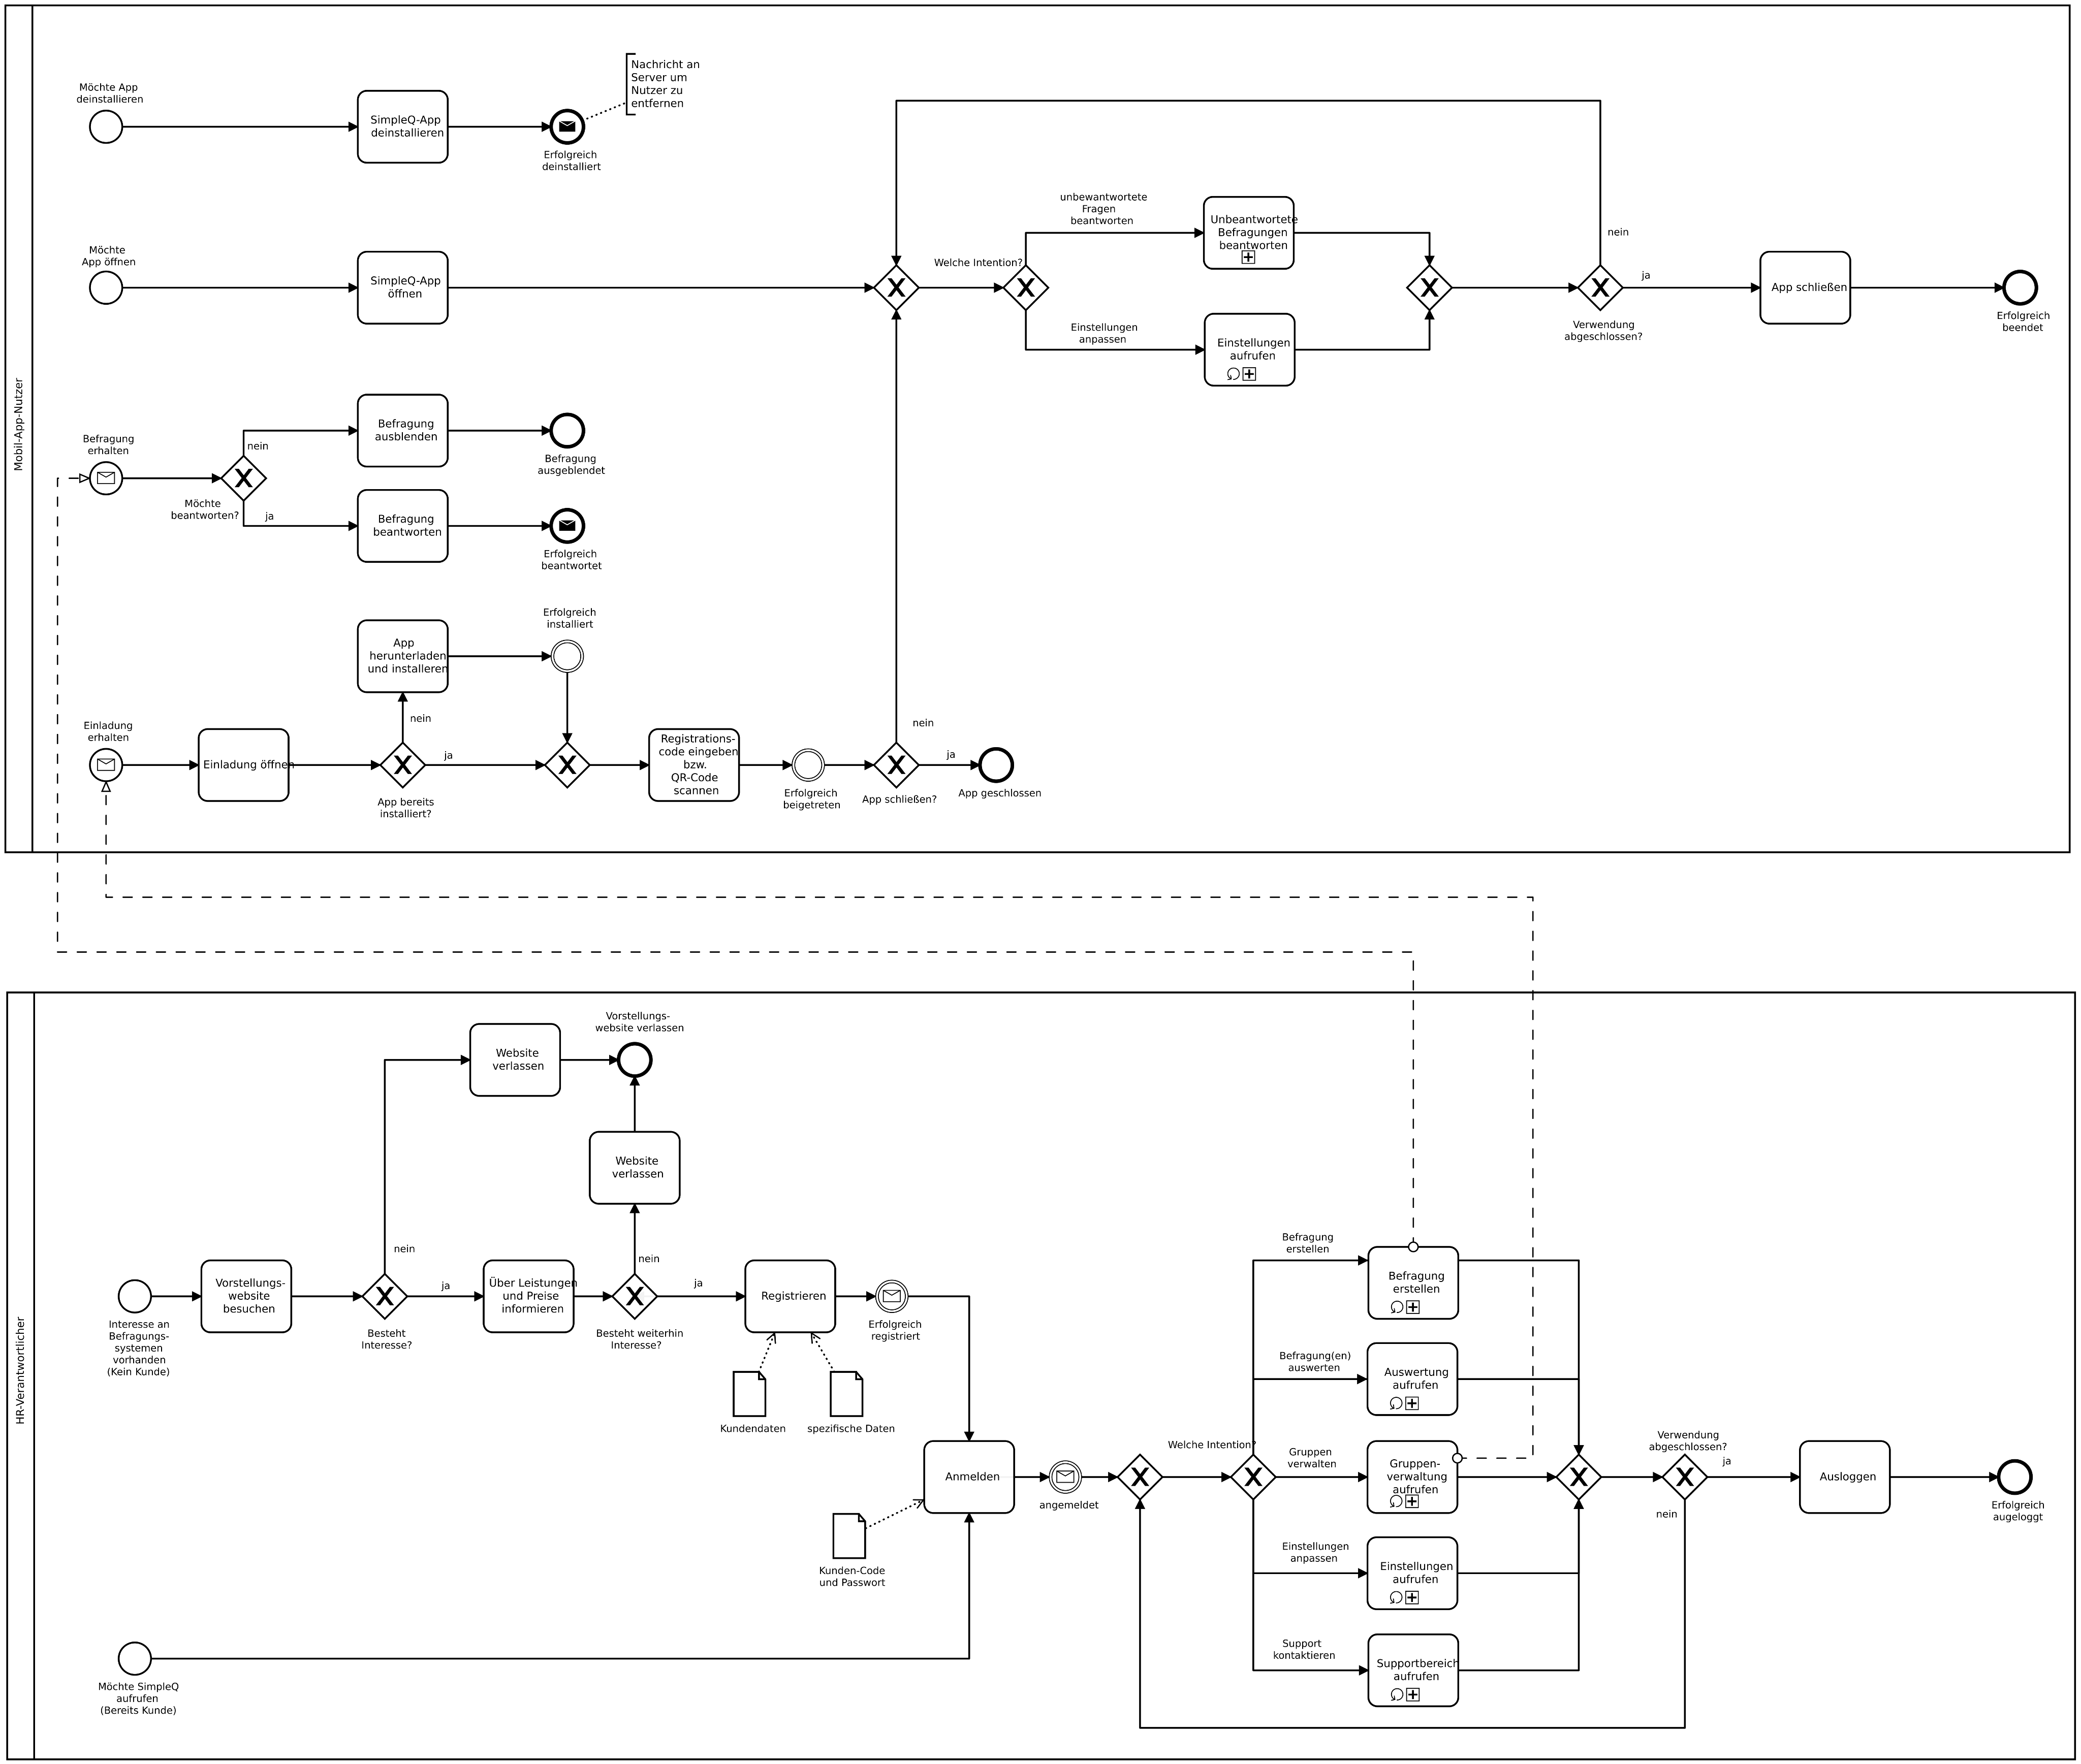 Mobil-App-Nutzer
Möchte App
deinstallieren
SimpleQ-App
deinstallieren
Erfolgreich
deinstalliert
Nachricht an
Server um
Nutzer zu
entfernen
Möchte
App öffnen
SimpleQ-App
öffnen
Welche Intention?
unbewantwortete
Fragen
beantworten
Unbeantwortete
Befragungen
beantworten
Einstellungen
anpassen
Einstellungen
aufrufen
nein
ja
Verwendung
abgeschlossen?
App schließen
Erfolgreich
beendet
Befragung
erhalten
Möchte
beantworten?
nein
ja
Befragung
ausblenden
Befragung
ausgeblendet
Befragung
beantworten
Erfolgreich
beantwortet
Einladung
erhalten
Einladung öffnen
App bereits
installiert?
nein
ja
App
herunterladen
und installeren
Erfolgreich
installiert
Registrations-
code eingeben
bzw.
QR-Code
scannen
Erfolgreich
beigetreten
App schließen?
nein
ja
App geschlossen
HR-Verantwortlicher
Interesse an
Befragungs-
systemen
vorhanden
(Kein Kunde)
Vorstellungs-
website
besuchen
Besteht
Interesse?
nein
ja
Website
verlassen
Vorstellungs-
website verlassen
Website
verlassen
Über Leistungen
und Preise
informieren
Besteht weiterhin
Interesse?
nein
ja
Registrieren
Erfolgreich
registriert
Kundendaten
spezifische Daten
Anmelden
Kunden-Code
und Passwort
angemeldet
Möchte SimpleQ
aufrufen
(Bereits Kunde)
Welche Intention?
Befragung
erstellen
Befragung
erstellen
Befragung(en)
auswerten
Auswertung
aufrufen
Gruppen
verwalten
Gruppen-
verwaltung
aufrufen
Einstellungen
anpassen
Einstellungen
aufrufen
Support
kontaktieren
Supportbereich
aufrufen
Verwendung
abgeschlossen?
ja
nein
Ausloggen
Erfolgreich
augeloggt